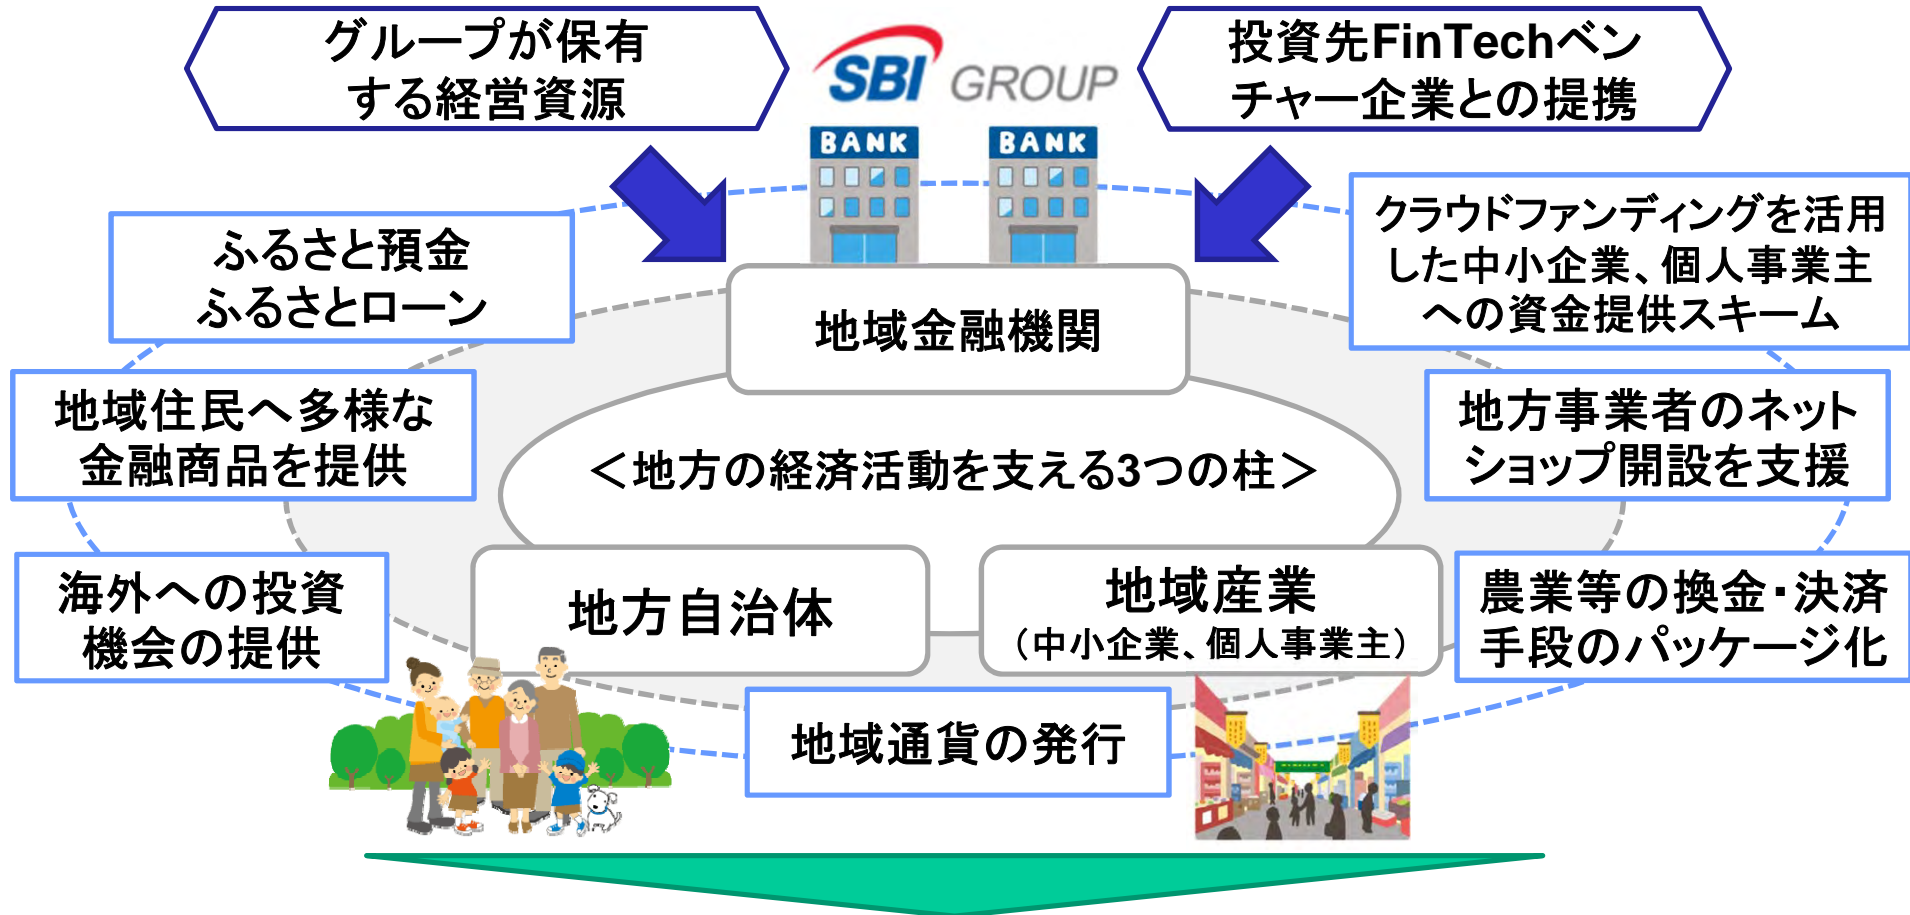 グループが保有
する経営資源
SBI GROUP
投資先FinTechベン
チャー企業との提携
BANK
BANK
ふるさと預金
ふるさとローン
クラウドファンディングを活用
した中小企業、個人事業主
への資金提供スキーム
地域金融機関
地域住民へ多様な
金融商品を提供
＜地方の経済活動を支える3つの柱＞
地方事業者のネット
ショップ開設を支援
海外への投資
機会の提供
地方自治体
地域産業
（中小企業、個人事業主）
農業等の換金・決済
手段のパッケージ化
地域通貨の発行